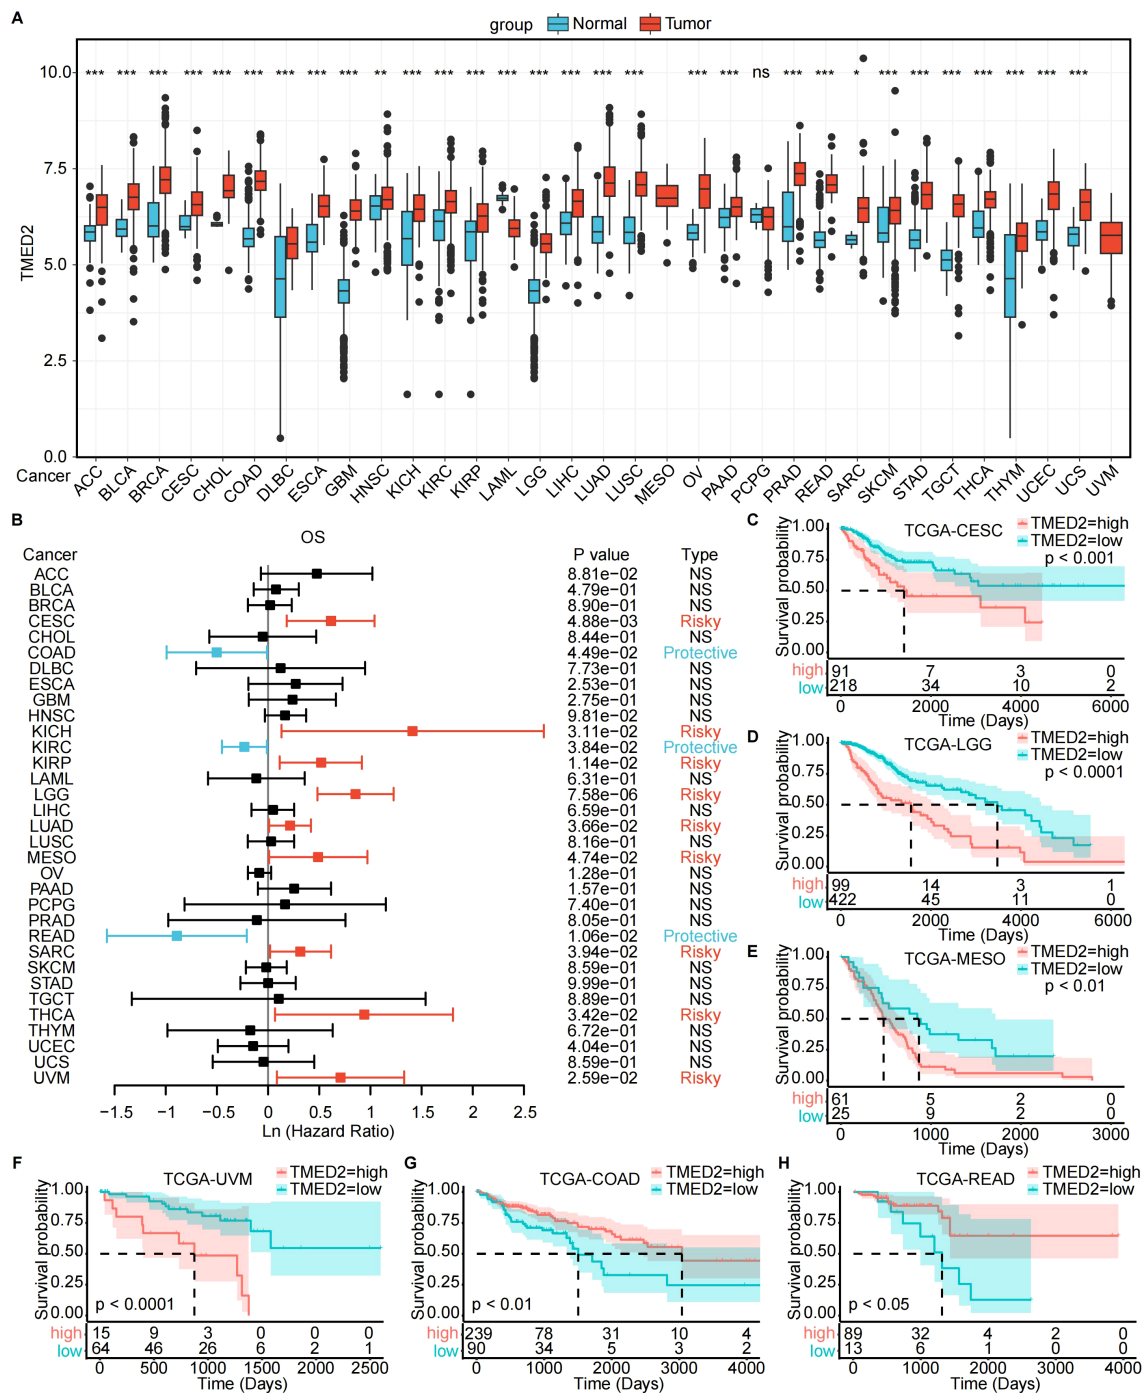 A
group Normal Tumor
*** *** *** *** *** *** *** *** *** ** *** *** *** *** *** *** *** *** *** *** ns *** *** * *** *** *** *** *** *** ***
TMED2
10.0
7.5
5.0
2.5
0.0
Cancer ACC BLCA BRCA CESC CHOL COAD DLBC ESCA GBM HNSC KICH KIRC KIRP LAML LGG LIHC LUAD LUSC MESO OV PAAD PCPG PRAD READ SARC SKCM STAD TGCT THCA THYM UCEC UCS UVM
B
OS
Cancer P value Type
ACC 8.81e−02 NS
BLCA 4.79e−01 NS
BRCA 8.90e−01 NS
CESC 4.88e−03 Risky
CHOL 8.44e−01 NS
COAD 4.49e−02 Protective
DLBC 7.73e−01 NS
ESCA 2.53e−01 NS
GBM 2.75e−01 NS
HNSC 9.81e−02 NS
KICH 3.11e−02 Risky
KIRC 3.84e−02 Protective
KIRP 1.14e−02 Risky
LAML 6.31e−01 NS
LGG 7.58e−06 Risky
LIHC 6.59e−01 NS
LUAD 3.66e−02 Risky
LUSC 8.16e−01 NS
MESO 4.74e−02 Risky
OV 1.28e−01 NS
PAAD 1.57e−01 NS
PCPG 7.40e−01 NS
PRAD 8.05e−01 NS
READ 1.06e−02 Protective
SARC 3.94e−02 Risky
SKCM 8.59e−01 NS
STAD 9.99e−01 NS
TGCT 8.89e−01 NS
THCA 3.42e−02 Risky
THYM 6.72e−01 NS
UCEC 4.04e−01 NS
UCS 8.59e−01 NS
UVM 2.59e−02 Risky
−1.5 −1 −0.5 0 0.5 1 1.5 2 2.5
Ln (Hazard Ratio)
C
TCGA-CESC
TMED2=high
TMED2=low
p < 0.001
Survival probability
1.00
0.75
0.50
0.25
0.00
high 91 7 3 0
low 218 34 10 2
0 2000 4000 6000
Time (Days)
D
TCGA-LGG
TMED2=high
TMED2=low
p < 0.0001
Survival probability
1.00
0.75
0.50
0.25
0.00
high 99 14 3 1
low 422 45 11 0
0 2000 4000 6000
Time (Days)
E
TCGA-MESO
TMED2=high
TMED2=low
p < 0.01
Survival probability
1.00
0.75
0.50
0.25
0.00
high 61 5 2 0
low 25 9 2 0
0 1000 2000 3000
Time (Days)
F
TCGA-UVM
TMED2=high
TMED2=low
Survival probability
1.00
0.75
0.50
0.25
0.00
p < 0.0001
high 15 9 3 0 0 0
low 64 46 26 6 2 1
0 500 1000 1500 2000 2500
Time (Days)
G
TCGA-COAD
TMED2=high
TMED2=low
Survival probability
1.00
0.75
0.50
0.25
0.00
p < 0.01
high 239 78 31 10 4
low 90 34 5 3 2
0 1000 2000 3000 4000
Time (Days)
H
TCGA-READ
TMED2=high
TMED2=low
Survival probability
1.00
0.75
0.50
0.25
0.00
p < 0.05
high 89 32 4 2 0
low 13 6 1 0 0
0 1000 2000 3000 4000
Time (Days)